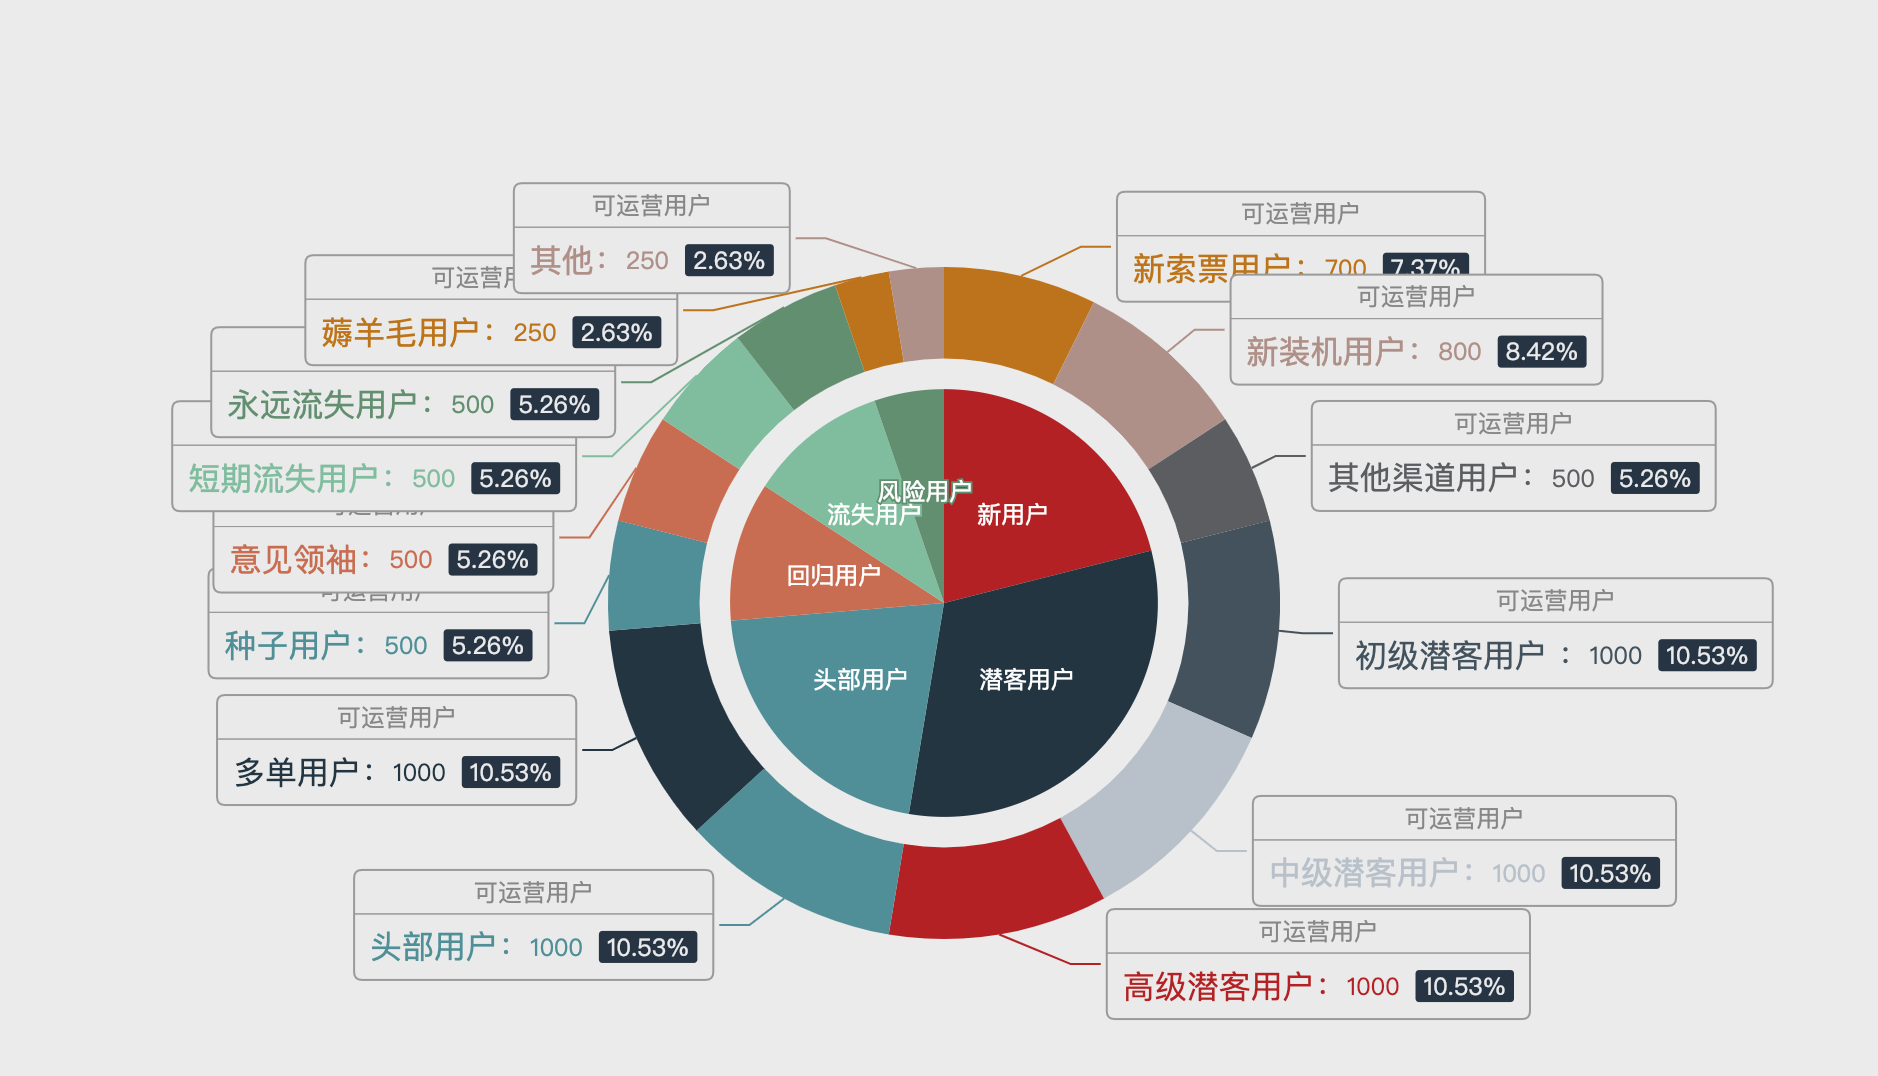 可运营用户
其他： 250 2.63%
可运营用户
新索票用户： 700 7.37%
可运营用
薅羊毛用户： 250 2.63%
可运营用户
新装机用户： 800 8.42%
永远流失用户： 500 5.26%
可运营用户
其他渠道用户： 500 5.26%
短期流失用户： 500 5.26%
可运营用户
意见领袖： 500 5.26%
可运营用户
种子用户： 500 5.26%
可运营用户
初级潜客用户 ： 1000 10.53%
可运营用户
多单用户： 1000 10.53%
可运营用户
中级潜客用户： 1000 10.53%
可运营用户
头部用户： 1000 10.53%
可运营用户
高级潜客用户： 1000 10.53%
风险用户
流失用户
新用户
回归用户
头部用户
潜客用户